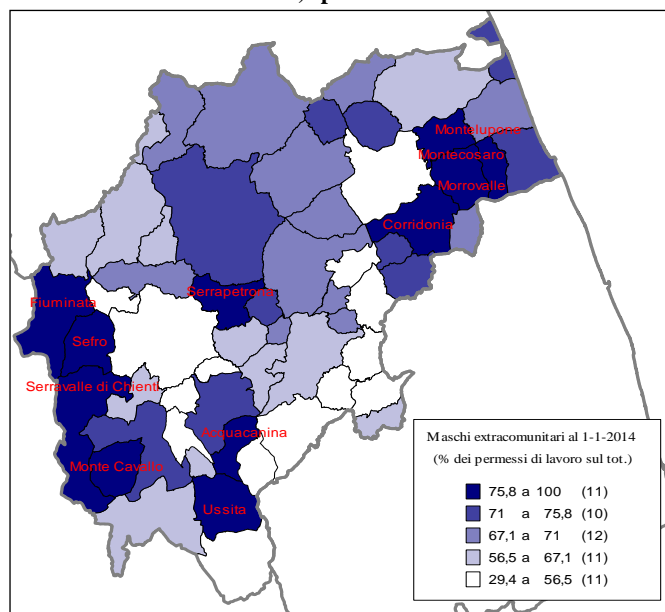 Montelupone
Montecosaro
Morrovalle
Corridonia
Serrapetrona
Fiuminata
Sefro
Serravalle di Chienti
Acquacanina
Monte Cavallo
Ussita
Maschi extracomunitari al 1-1-2014
(% dei permessi di lavoro sul tot.)
75,8 a 100 (11)
71 a 75,8 (10)
67,1 a 71 (12)
56,5 a 67,1 (11)
29,4 a 56,5 (11)